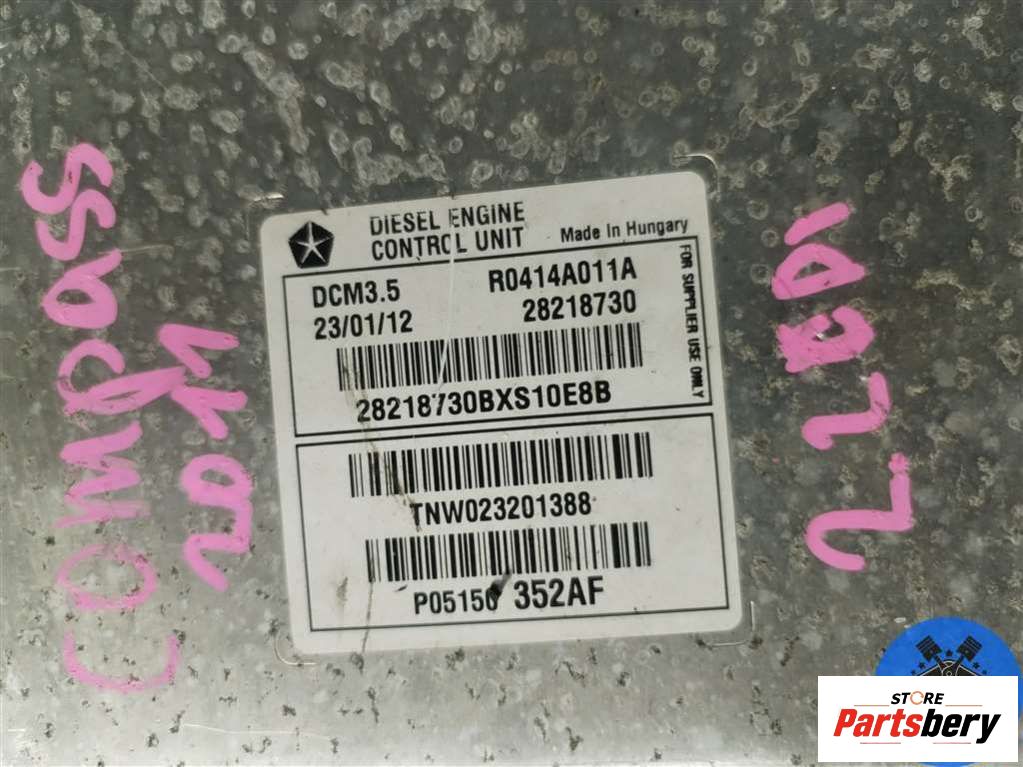 DIESEL ENGINE
CONTROL UNIT
Made In Hungary
DCM3.5
R0414A011A
23/01/12
28218730
28218730BXS10E8B
FOR SUPPLIER USE ONLY
TNW023201388
P05150 352AF
compass
STORE
Partsbery